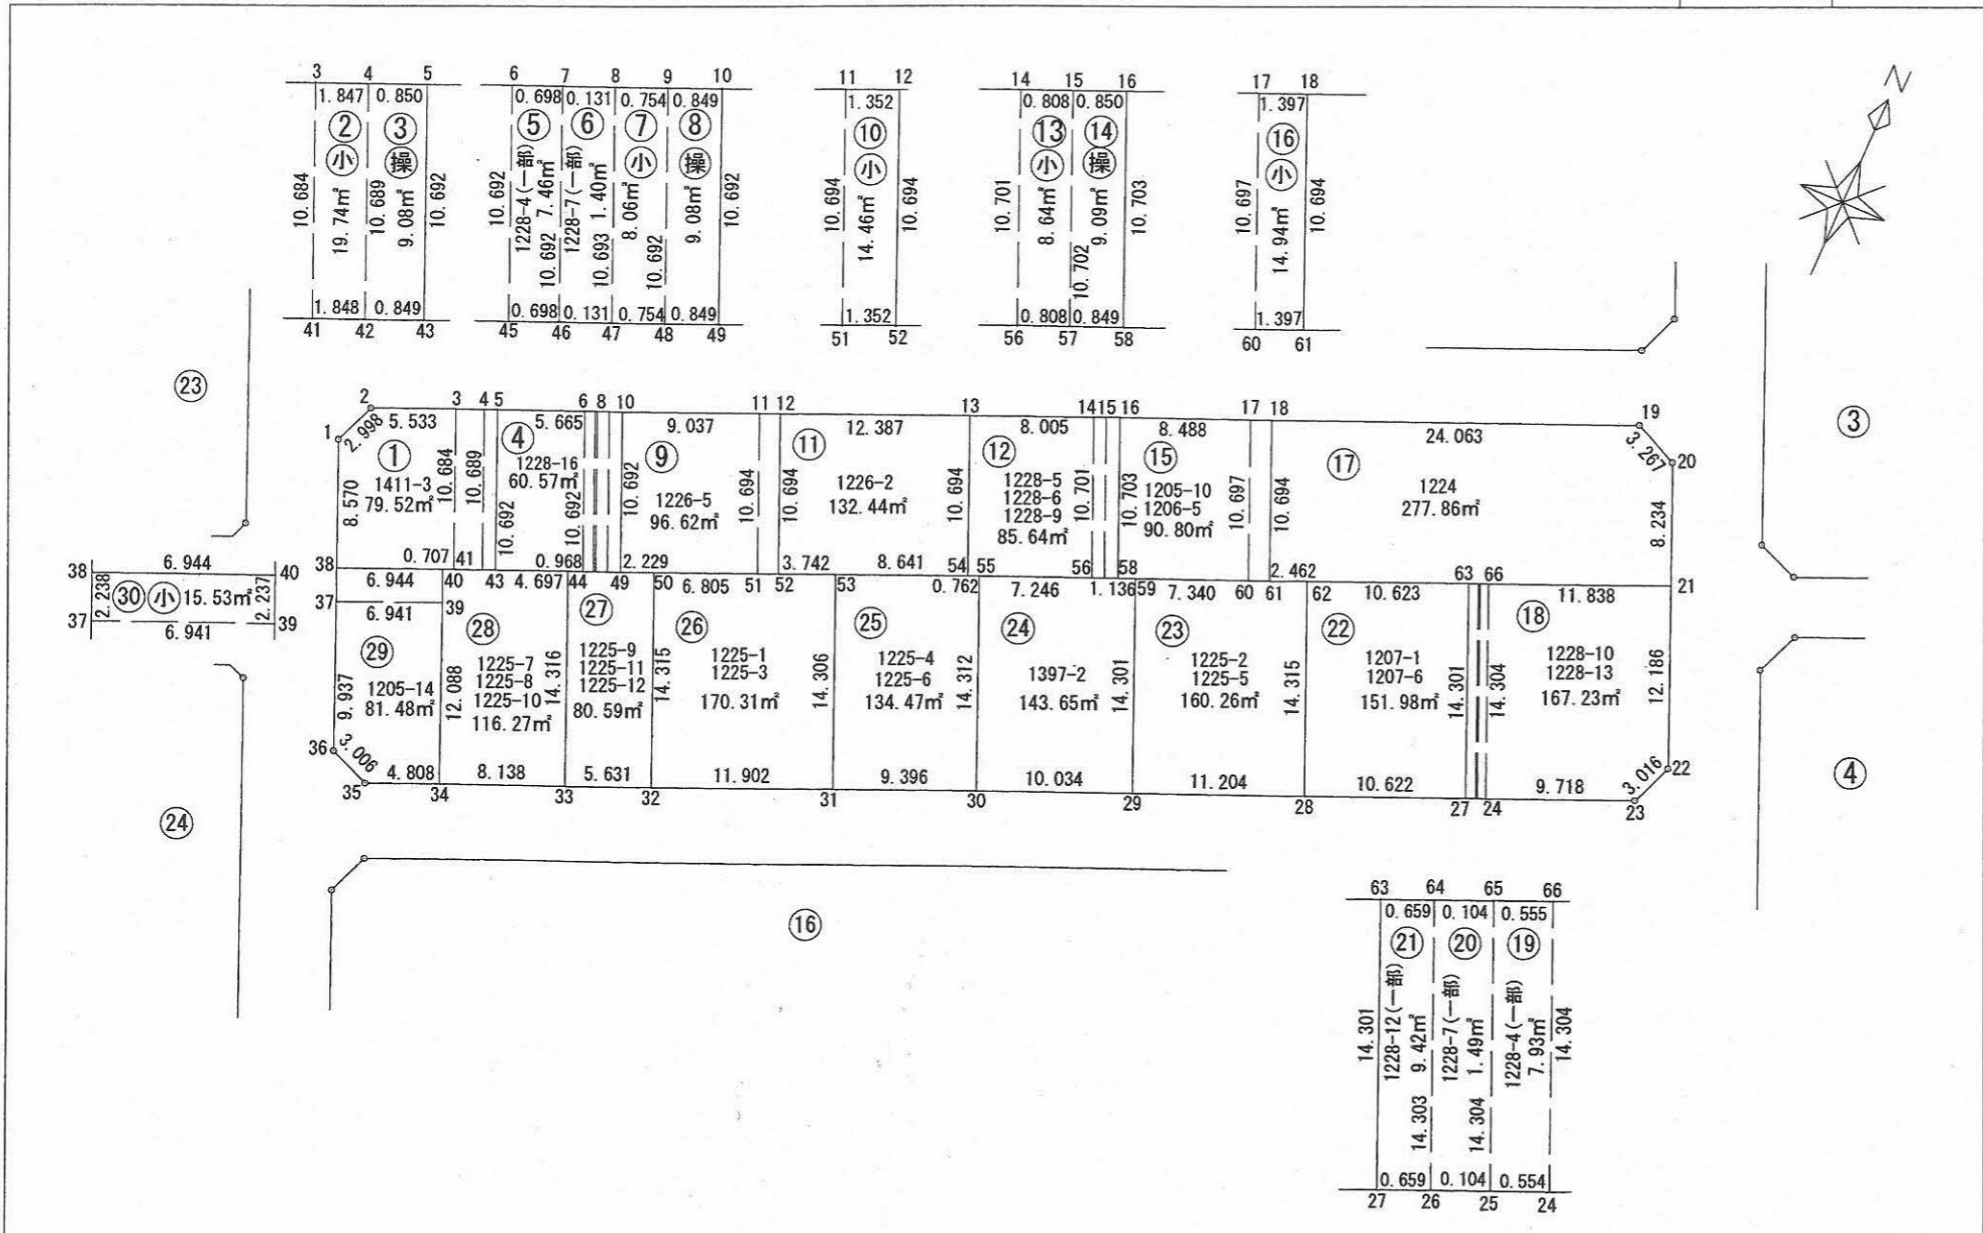 N
3 4 5
1.847 0.850
② ③
小 操
10.684 19.74㎡ 10.689 9.08㎡ 10.692
1.848 0.849
41 42 43
6 7 8 9 10
0.698 0.131 0.754 0.849
⑤ ⑥ ⑦ ⑧
小 操
10.692 1228-4(一部) 7.46㎡ 10.692 1228-7(一部) 1.40㎡ 10.693 8.06㎡ 10.692 9.08㎡ 10.692
0.698 0.131 0.754 0.849
45 46 47 48 49
11 12
1.352
⑩
小
10.694 14.46㎡ 10.694
1.352
51 52
14 15 16
0.808 0.850
⑬ ⑭
小 操
10.701 8.64㎡ 10.702 9.09㎡ 10.703
0.808 0.849
56 57 58
17 18
1.397
⑯
小
10.697 14.94㎡ 10.694
1.397
60 61
㉓
③
2 3 4 5 6 8 10 11 12 13 14 15 16 17 18 19
1 2.998 5.533 5.665 9.037 12.387 8.005 8.488 24.063 3.267 20
① ④ ⑨ ⑪ ⑫ ⑮ ⑰
8.570 1411-3 79.52㎡ 10.684 10.689
10.692 1228-16 60.57㎡ 10.692
10.692 1226-5 96.62㎡ 10.694
10.694 1226-2 132.44㎡ 10.694
1228-5
1228-6
1228-9
85.64㎡ 10.701
10.703 1205-10
1206-5
90.80㎡ 10.697
10.694 1224
277.86㎡ 8.234
38 0.707 41 0.968 2.229 3.742 8.641 54 55 56 58 2.462 63 66
6.944 40 43 4.697 44 49 50 6.805 51 52 53 0.762 7.246 1.136 59 7.340 60 61 62 10.623 11.838 21
37 6.941 39
38 6.944 40
2.238 ㉚ 小 15.53㎡ 2.237
37 6.941 39
㉙ ㉘ ㉗ ㉖ ㉕ ㉔ ㉓ ㉒ ⑱
9.937 1205-14
81.48㎡
12.088 1225-7
1225-8
1225-10
116.27㎡ 14.316
1225-9
1225-11
1225-12
80.59㎡ 14.315
1225-1
1225-3
170.31㎡ 14.306
1225-4
1225-6
134.47㎡ 14.312
1397-2
143.65㎡ 14.301
1225-2
1225-5
160.26㎡ 14.315
1207-1
1207-6
151.98㎡ 14.301
14.304 1228-10
1228-13
167.23㎡ 12.186
36 3.006 4.808 8.138 5.631 11.902 9.396 10.034 11.204 10.622 9.718 3.016 22
35 34 33 32 31 30 29 28 27 24 23
㉔
④
⑯
63 64 65 66
0.659 0.104 0.555
㉑ ⑳ ⑲
14.301 1228-12(一部) 9.42㎡ 14.303 1228-7(一部) 1.49㎡ 14.304 1228-4(一部) 7.93㎡ 14.304
0.659 0.104 0.554
27 26 25 24